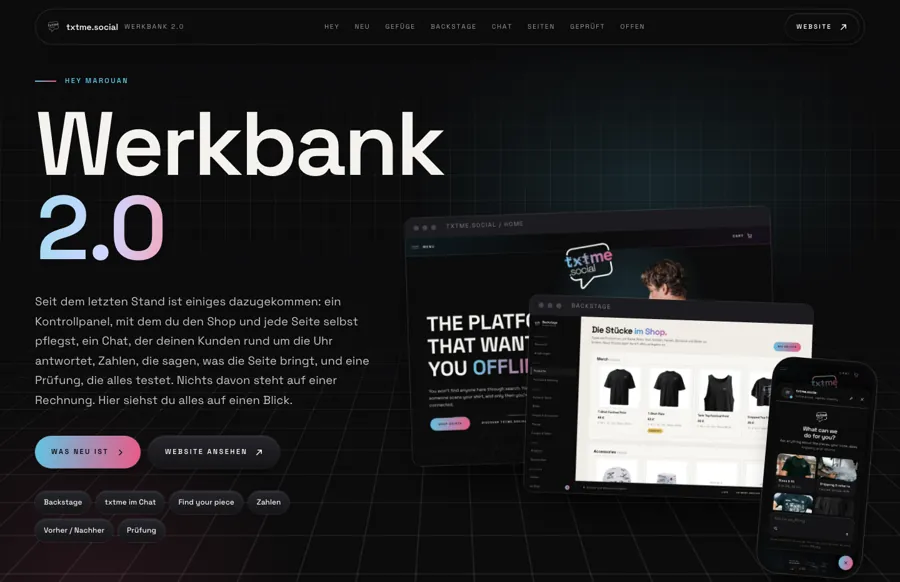 txtme.social WERKBANK 2.0
HEY NEU GEFÜGE BACKSTAGE CHAT SEITEN GEPRÜFT OFFEN
WEBSITE
HEY MAROUAN
Werkbank
2.0
Seit dem letzten Stand ist einiges dazugekommen: ein
Kontrollpanel, mit dem du den Shop und jede Seite selbst
pflegst, ein Chat, der deinen Kunden rund um die Uhr
antwortet, Zahlen, die sagen, was die Seite bringt, und eine
Prüfung, die alles testet. Nichts davon steht auf einer
Rechnung. Hier siehst du alles auf einen Blick.
WAS NEU IST
WEBSITE ANSEHEN
Backstage
txtme im Chat
Find your piece
Zahlen
Vorher / Nachher
Prüfung
TXTME.SOCIAL / HOME
MENU
CART
txtme
social
THE PLATF
THAT WANT
YOU OFFLI
BACKSTAGE
Die Stücke im Shop.
What can we
do for you?